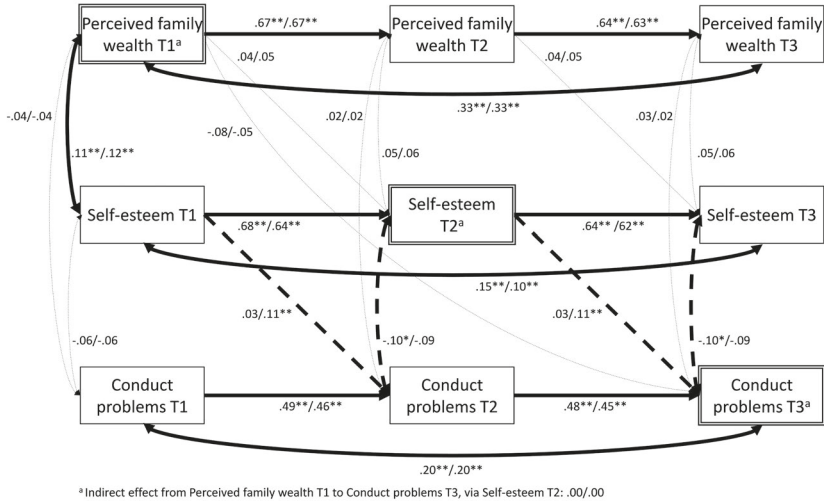 Perceived family
wealth T1ᵃ
.67**/.67**
Perceived family
wealth T2
.64**/.63**
Perceived family
wealth T3
.04/.05
.04/.05
.33**/.33**
-.04/-.04
-.08/-.05
.02/.02
.03/.02
.11**/.12**
.05/.06
.05/.06
Self-esteem T1
.68**/.64**
Self-esteem
T2ᵃ
.64** /62**
Self-esteem T3
.15**/.10**
.03/.11**
.03/.11**
-.06/-.06
-.10*/-.09
-.10*/-.09
Conduct
problems T1
.49**/.46**
Conduct
problems T2
.48**/.45**
Conduct
problems T3ᵃ
.20**/.20**
ᵃ Indirect effect from Perceived family wealth T1 to Conduct problems T3, via Self-esteem T2: .00/.00